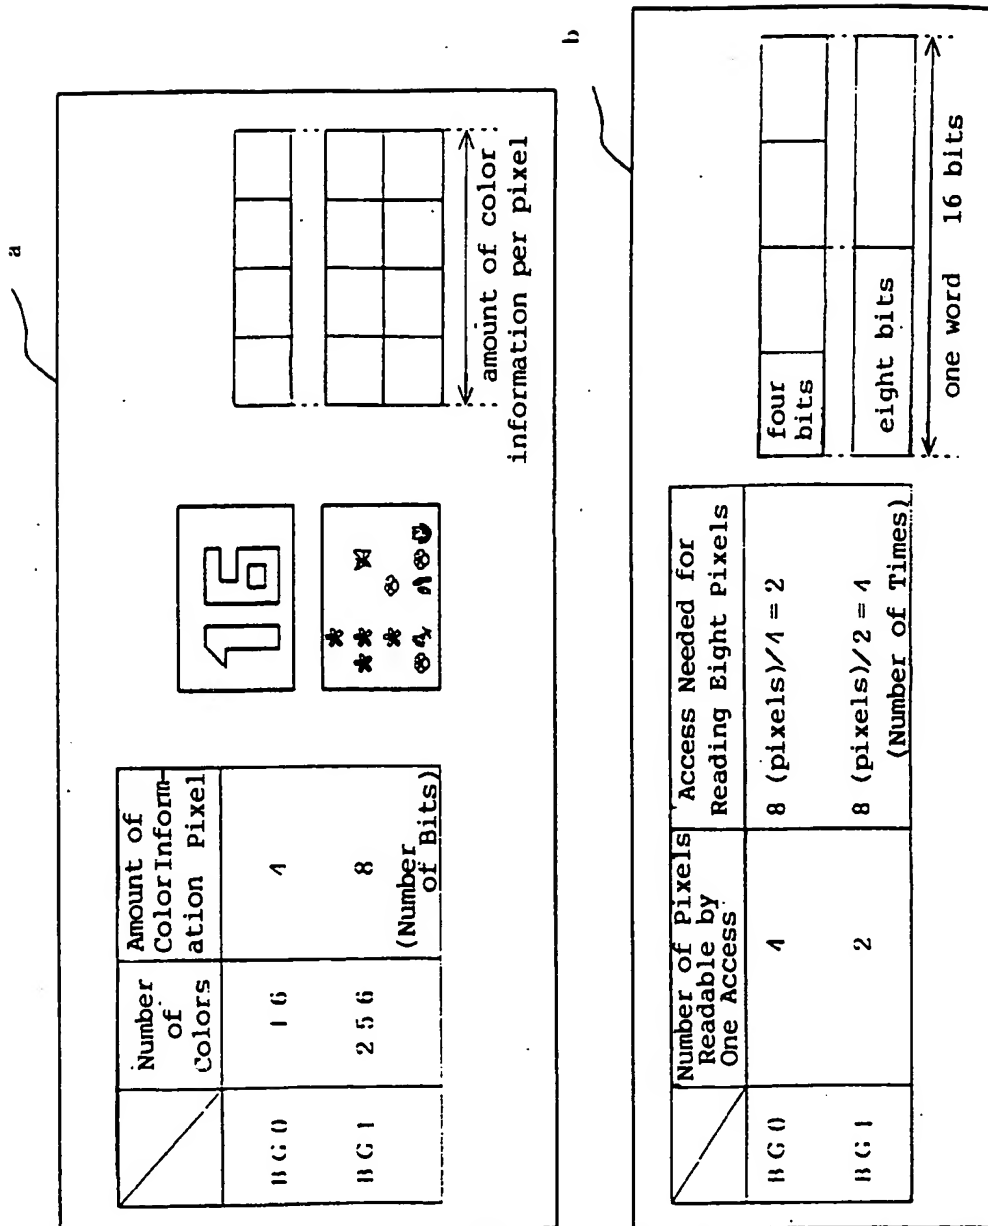 a
Number of Colors
Amount of
ColorInform-
ation Pixel
BG0 16 4
BG1 256 8
(Number of Bits)
16
amount of color
information per pixel
b
Number of Pixels
Readable by
One Access
Access Needed for
Reading Eight Pixels
BG0 4 8 (pixels)/4 = 2
BG1 2 8 (pixels)/2 = 4
(Number of Times)
four
bits
eight bits
one word 16 bits